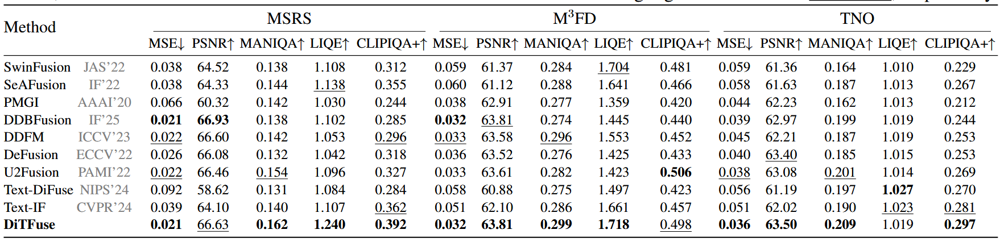 MSRS M³FD TNO
Method
MSE↓ PSNR↑ MANIQA↑ LIQE↑ CLIPIQA+↑ MSE↓ PSNR↑ MANIQA↑ LIQE↑ CLIPIQA+↑ MSE↓ PSNR↑ MANIQA↑ LIQE↑ CLIPIQA+↑
SwinFusion JAS’22 0.038 64.52 0.138 1.108 0.312 0.059 61.37 0.284 1.704 0.481 0.059 61.36 0.164 1.010 0.229
SeAFusion IF’22 0.038 64.33 0.144 1.138 0.355 0.060 61.12 0.288 1.641 0.466 0.058 61.63 0.187 1.013 0.267
PMGI AAAI’20 0.066 60.32 0.142 1.030 0.244 0.038 62.91 0.277 1.359 0.420 0.044 62.23 0.162 1.013 0.212
DDBFusion IF’25 0.021 66.93 0.138 1.102 0.285 0.032 63.81 0.274 1.445 0.440 0.039 62.97 0.199 1.019 0.244
DDFM ICCV’23 0.022 66.60 0.142 1.053 0.296 0.033 63.58 0.296 1.553 0.452 0.045 62.21 0.187 1.019 0.253
DeFusion ECCV’22 0.026 66.08 0.132 1.042 0.318 0.036 63.52 0.276 1.425 0.433 0.040 63.40 0.185 1.015 0.253
U2Fusion PAMI’22 0.022 66.46 0.154 1.096 0.327 0.033 63.61 0.282 1.423 0.506 0.038 63.08 0.201 1.014 0.269
Text-DiFuse NIPS’24 0.092 58.62 0.131 1.084 0.284 0.058 60.88 0.275 1.497 0.423 0.056 61.19 0.197 1.027 0.270
Text-IF CVPR’24 0.039 64.10 0.140 1.107 0.362 0.051 62.10 0.286 1.661 0.457 0.051 62.02 0.190 1.023 0.281
DiTFuse 0.021 66.63 0.162 1.240 0.392 0.032 63.81 0.299 1.718 0.498 0.036 63.50 0.209 1.019 0.297